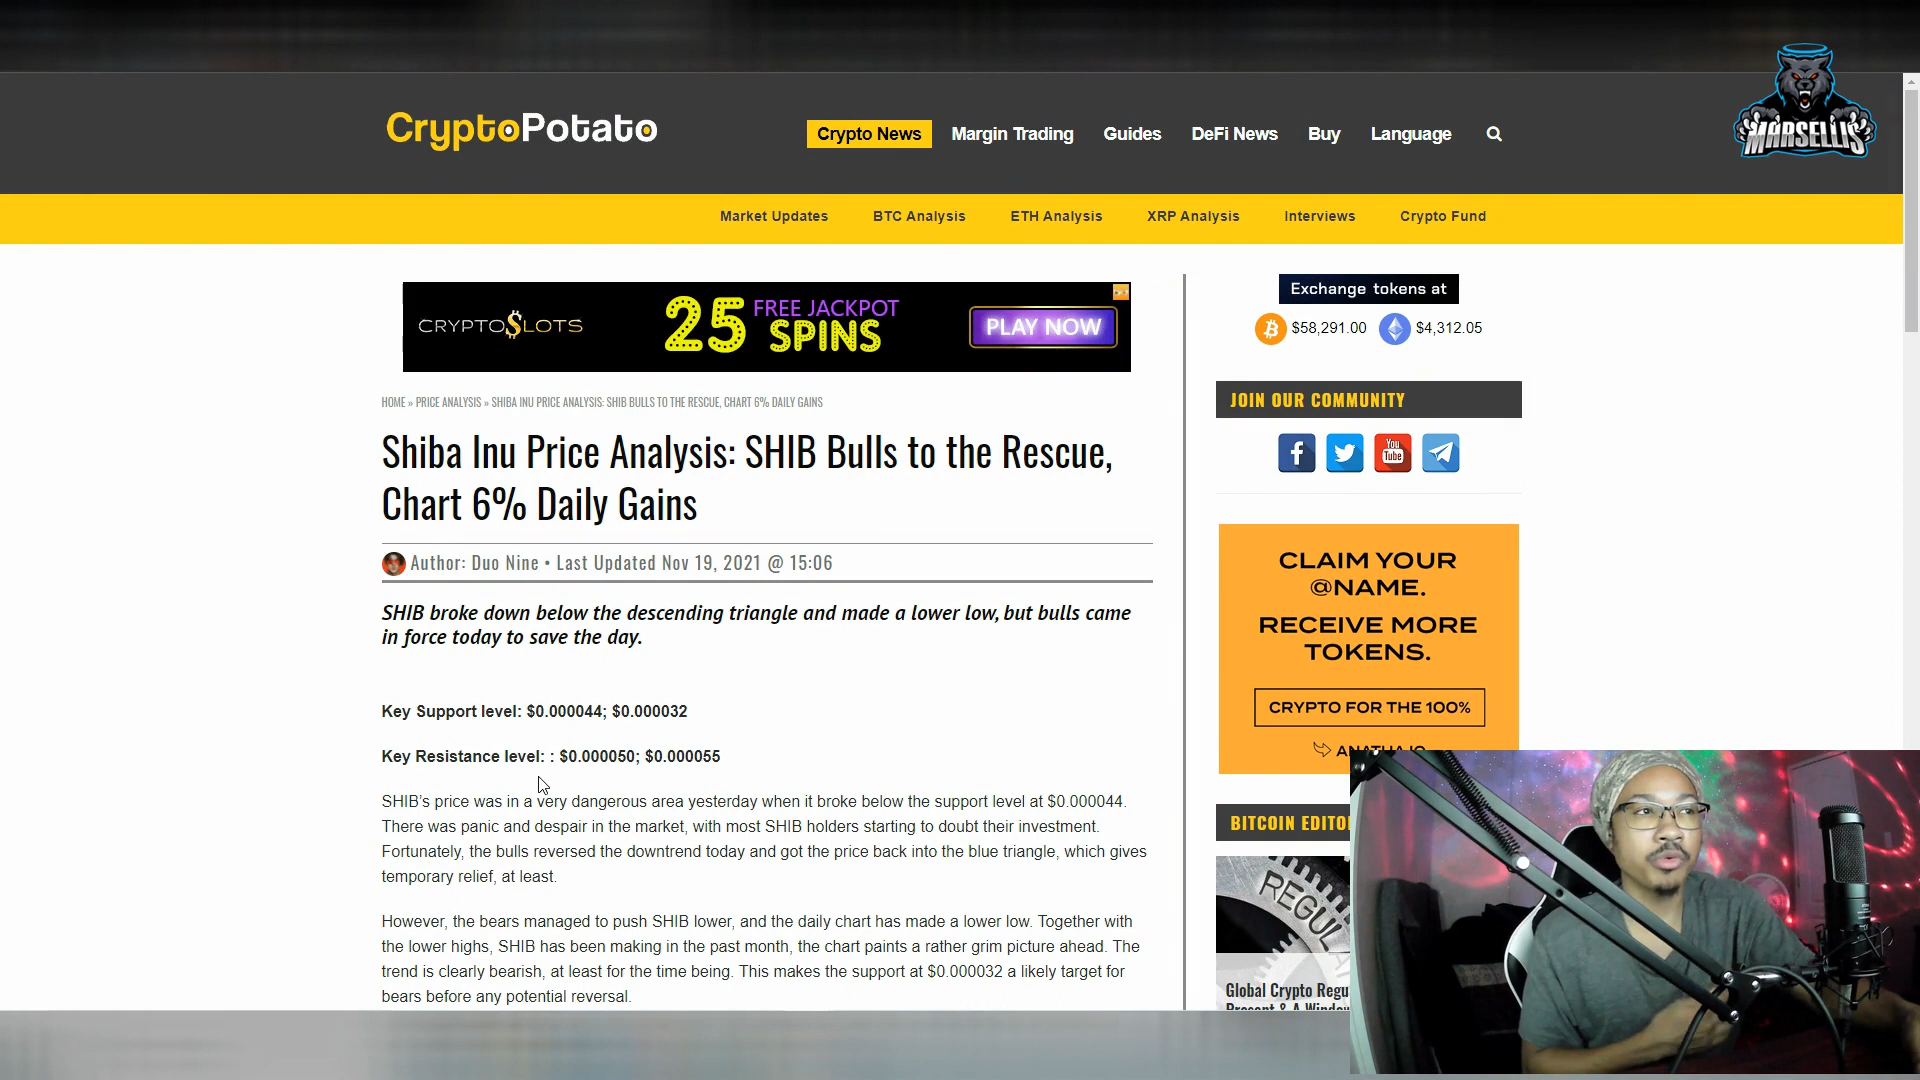 MARSELLIS
CryptoPotato
Crypto News
Margin Trading
Guides
DeFi News
Buy
Language
Market Updates
BTC Analysis
ETH Analysis
XRP Analysis
Interviews
Crypto Fund
CRYPTO$LOTS
25 FREE JACKPOT
SPINS
PLAY NOW
Exchange tokens at
$58,291.00
$4,312.05
HOME » PRICE ANALYSIS » SHIBA INU PRICE ANALYSIS: SHIB BULLS TO THE RESCUE, CHART 6% DAILY GAINS
Shiba Inu Price Analysis: SHIB Bulls to the Rescue,
Chart 6% Daily Gains
Author: Duo Nine • Last Updated Nov 19, 2021 @ 15:06
SHIB broke down below the descending triangle and made a lower low, but bulls came
in force today to save the day.
Key Support level: $0.000044; $0.000032
Key Resistance level: : $0.000050; $0.000055
SHIB's price was in a very dangerous area yesterday when it broke below the support level at $0.000044.
There was panic and despair in the market, with most SHIB holders starting to doubt their investment.
Fortunately, the bulls reversed the downtrend today and got the price back into the blue triangle, which gives
temporary relief, at least.
However, the bears managed to push SHIB lower, and the daily chart has made a lower low. Together with
the lower highs, SHIB has been making in the past month, the chart paints a rather grim picture ahead. The
trend is clearly bearish, at least for the time being. This makes the support at $0.000032 a likely target for
bears before any potential reversal.
JOIN OUR COMMUNITY
You
Tube
CLAIM YOUR
@NAME.
RECEIVE MORE
TOKENS.
CRYPTO FOR THE 100%
BITCOIN EDITO
REGUL
Global Crypto Regu